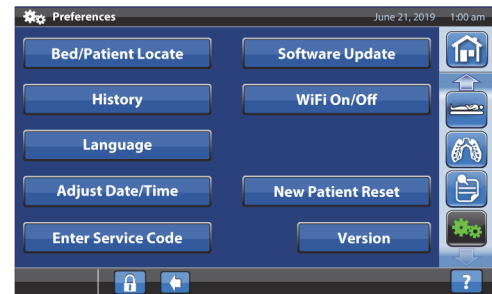 Preferences June 21, 2019 1:00 am
Bed/Patient Locate Software Update
History WiFi On/Off
Language
Adjust Date/Time New Patient Reset
Enter Service Code Version
?